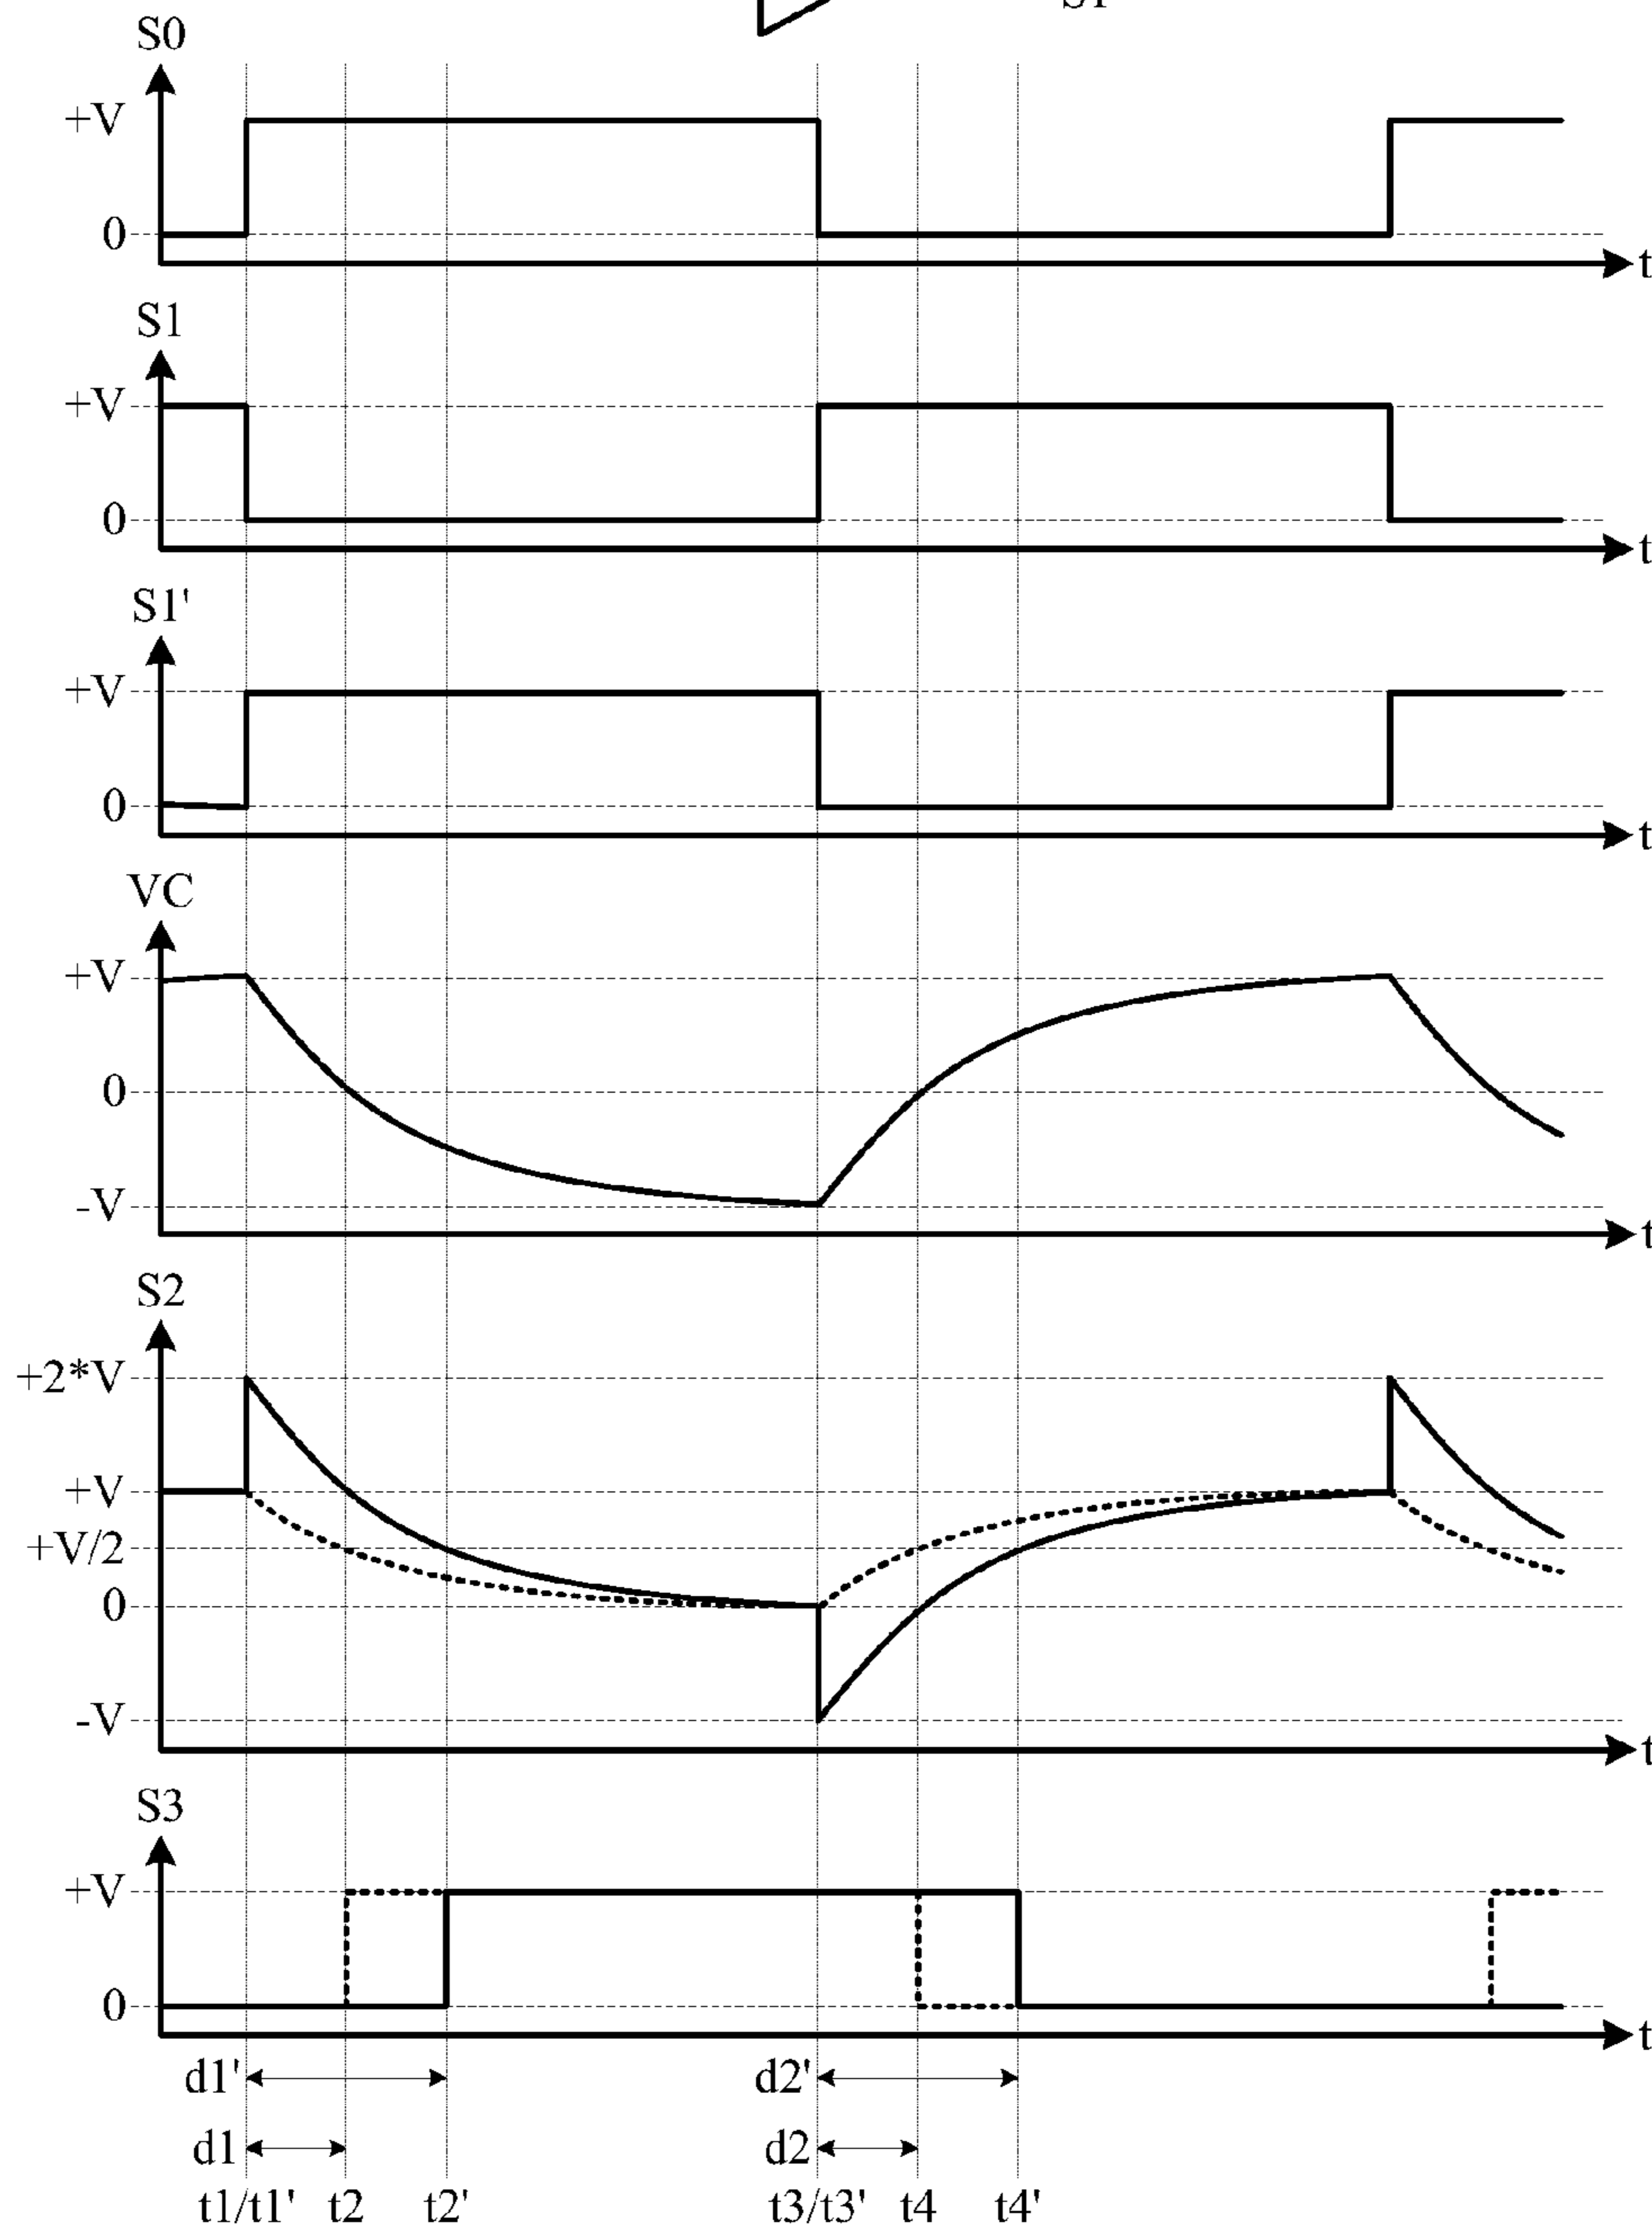 S0
+V
0
t
S1
+V
0
t
S1'
+V
0
t
VC
+V
0
-V
t
S2
+2*V
+V
+V/2
0
-V
t
S3
+V
0
t
d1' d2'
d1 d2
t1/t1' t2 t2' t3/t3' t4 t4'